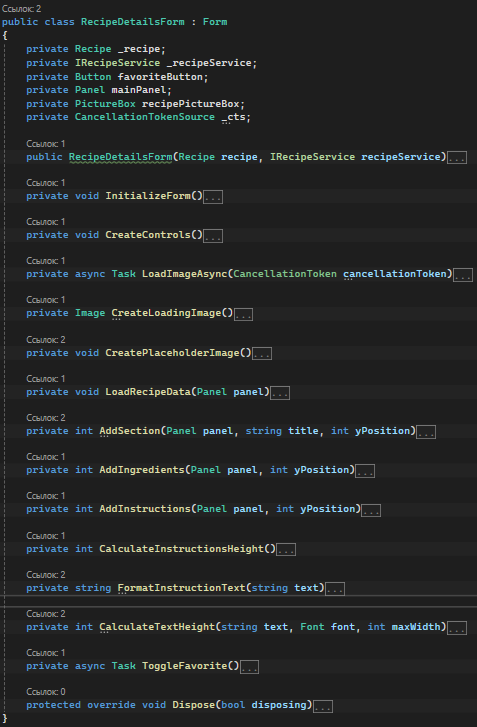 Ссылок: 2
public class RecipeDetailsForm : Form
{
private Recipe _recipe;
private IRecipeService _recipeService;
private Button favoriteButton;
private Panel mainPanel;
private PictureBox recipePictureBox;
private CancellationTokenSource _cts;
Ссылок: 1
public RecipeDetailsForm(Recipe recipe, IRecipeService recipeService)...
Ссылок: 1
private void InitializeForm()...
Ссылок: 1
private void CreateControls()...
Ссылок: 1
private async Task LoadImageAsync(CancellationToken cancellationToken)...
Ссылок: 1
private Image CreateLoadingImage()...
Ссылок: 2
private void CreatePlaceholderImage()...
Ссылок: 1
private void LoadRecipeData(Panel panel)...
Ссылок: 2
private int AddSection(Panel panel, string title, int yPosition)...
Ссылок: 1
private int AddIngredients(Panel panel, int yPosition)...
Ссылок: 1
private int AddInstructions(Panel panel, int yPosition)...
Ссылок: 1
private int CalculateInstructionsHeight()...
Ссылок: 2
private string FormatInstructionText(string text)...
Ссылок: 2
private int CalculateTextHeight(string text, Font font, int maxWidth)...
Ссылок: 1
private async Task ToggleFavorite()...
Ссылок: 0
protected override void Dispose(bool disposing)...
}